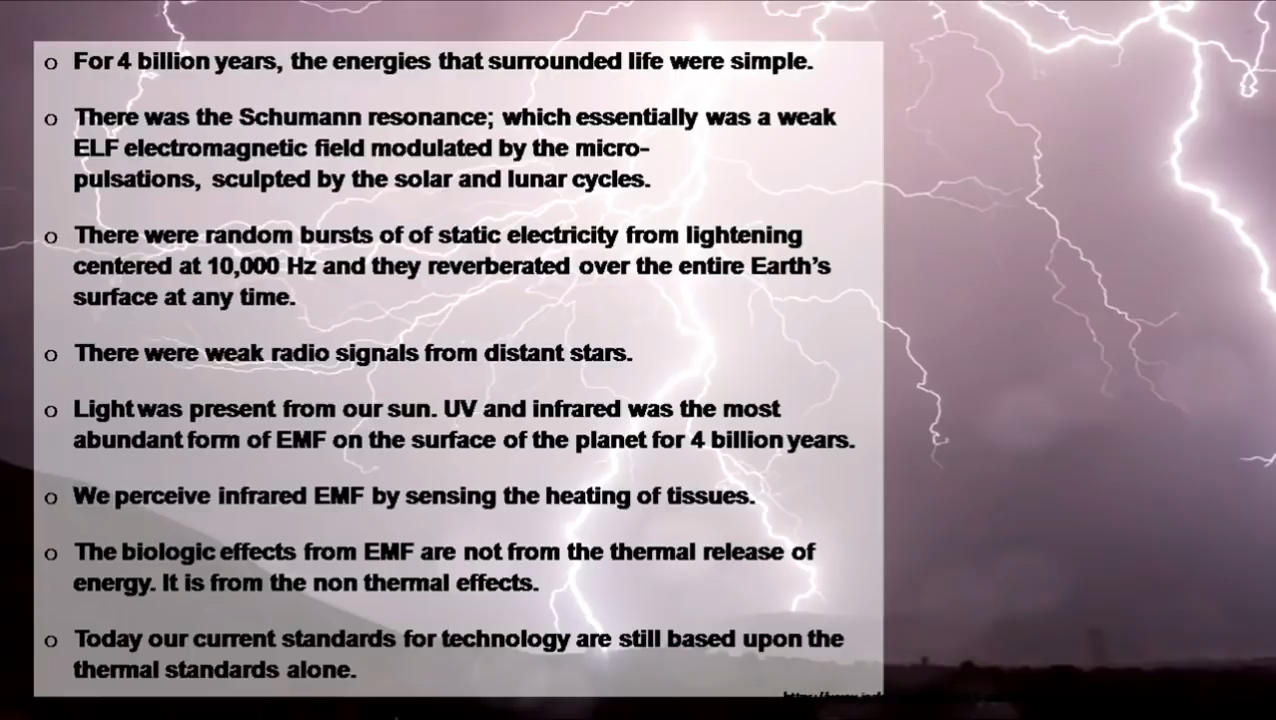 o For 4 billion years, the energies that surrounded life were simple.
o There was the Schumann resonance; which essentially was a weak
ELF electromagnetic field modulated by the micro-
pulsations, sculpted by the solar and lunar cycles.
o There were random bursts of of static electricity from lightening
centered at 10,000 Hz and they reverberated over the entire Earth's
surface at any time.
o There were weak radio signals from distant stars.
o Light was present from our sun. UV and infrared was the most
abundant form of EMF on the surface of the planet for 4 billion years.
o We perceive infrared EMF by sensing the heating of tissues.
o The biologic effects from EMF are not from the thermal release of
energy. It is from the non thermal effects.
o Today our current standards for technology are still based upon the
thermal standards alone.